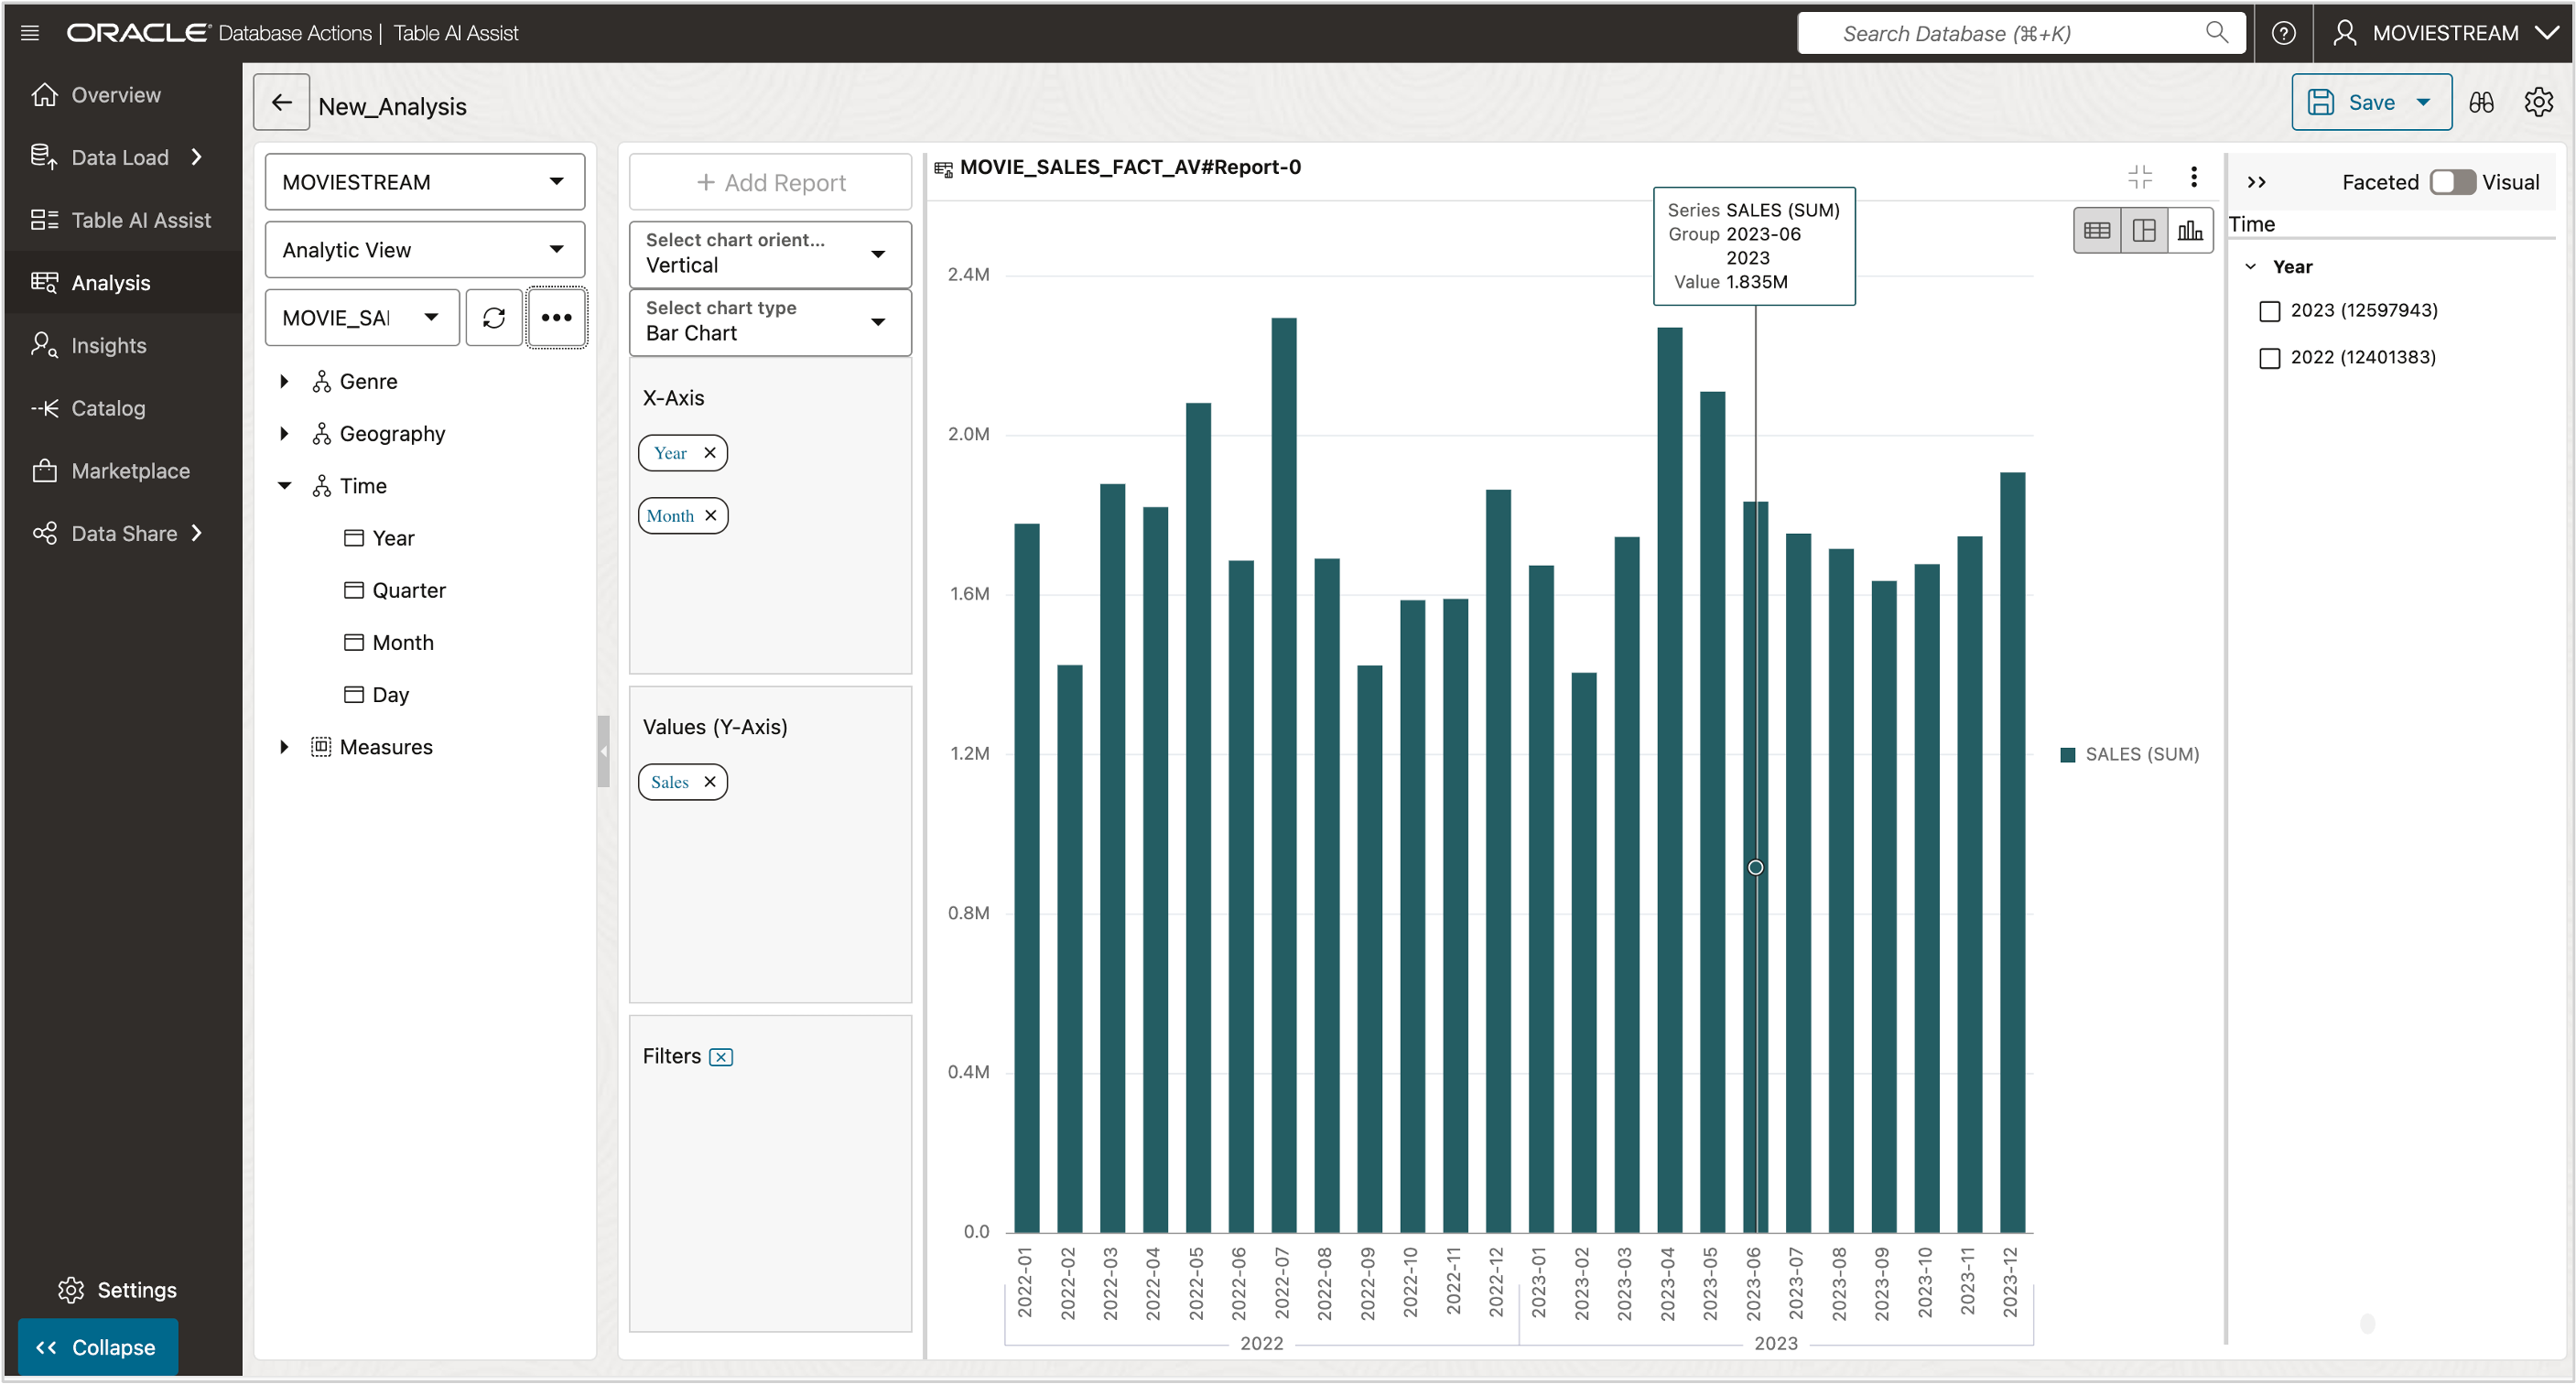 ORACLE Database Actions | Table AI Assist
Search Database (⌘+K)
MOVIESTREAM
Overview
Data Load
Table AI Assist
Analysis
Insights
Catalog
Marketplace
Data Share
Settings
Collapse
New_Analysis
Save
MOVIESTREAM
Analytic View
MOVIE_SAI
Genre
Geography
Time
Year
Quarter
Month
Day
Measures
+ Add Report
Select chart orient...
Vertical
Select chart type
Bar Chart
X-Axis
Year
Month
Values (Y-Axis)
Sales
Filters
MOVIE_SALES_FACT_AV#Report-0
Series SALES (SUM)
Group 2023-06
2023
Value 1.835M
2.4M
2.0M
1.6M
1.2M
0.8M
0.4M
0.0
2022-01
2022-02
2022-03
2022-04
2022-05
2022-06
2022-07
2022-08
2022-09
2022-10
2022-11
2022-12
2023-01
2023-02
2023-03
2023-04
2023-05
2023-06
2023-07
2023-08
2023-09
2023-10
2023-11
2023-12
2022
2023
SALES (SUM)
Faceted
Visual
Time
Year
2023 (12597943)
2022 (12401383)